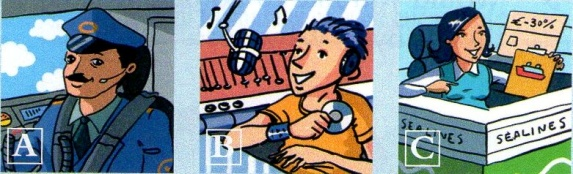 A
B
C
€-30%
SEALINES
SEALINES